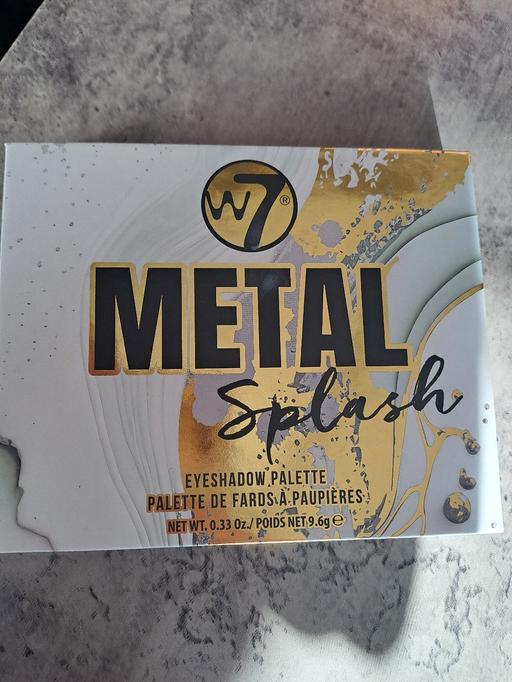 W7®
METAL
Splash
EYESHADOW PALETTE
PALETTE DE FARDS À PAUPIÈRES
NET WT. 0.33 Oz./ POIDS NET 9.6g ℮